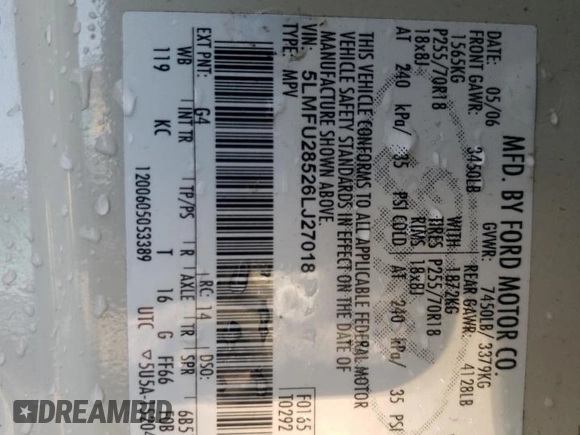 MFD. BY FORD MOTOR CO.
DATE: 05/06 GVWR: 7450LB/ 3379KG
FRONT GAWR: 3450LB REAR GAWR: 4128LB
1565KG WITH 1872KG
P255/70R18 TIRES P255/70R18
18x8J RIMS 18x8J
AT 240 kPa/ 35 PSI COLD AT 240 kPa/ 35 PSI
THIS VEHICLE CONFORMS TO ALL APPLICABLE FEDERAL MOTOR
VEHICLE SAFETY STANDARDS IN EFFECT ON THE DATE OF
MANUFACTURE SHOWN ABOVE.
VIN: 5LMFU28526LJ27018
TYPE: MPV
F0165
T0292
EXT PNT: G4 RC: 14 DSO:
WB INT TR TP/PS R AXLE TR SPR
119 KC T 16 G FF66 6B5
1200605053389 UTC ▽5U5A-
DREAMBID